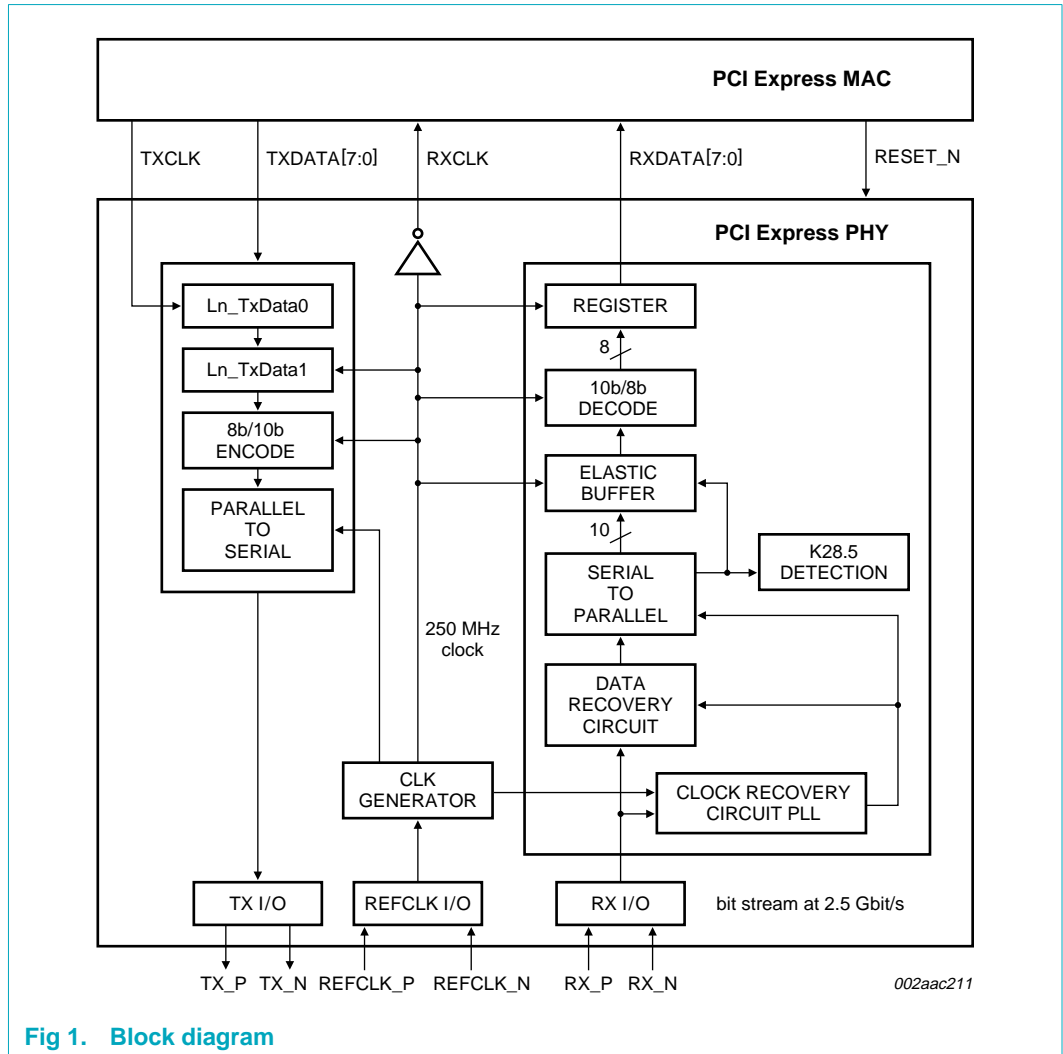 PCI Express MAC
TXCLK
TXDATA[7:0]
RXCLK
RXDATA[7:0]
RESET_N
PCI Express PHY
Ln_TxData0
Ln_TxData1
8b/10b
ENCODE
PARALLEL
TO
SERIAL
250 MHz
clock
CLK
GENERATOR
REGISTER
8
10b/8b
DECODE
ELASTIC
BUFFER
10
SERIAL
TO
PARALLEL
K28.5
DETECTION
DATA
RECOVERY
CIRCUIT
CLOCK RECOVERY
CIRCUIT PLL
TX I/O
REFCLK I/O
RX I/O
bit stream at 2.5 Gbit/s
TX_P TX_N REFCLK_P REFCLK_N RX_P RX_N
002aac211
Fig 1. Block diagram